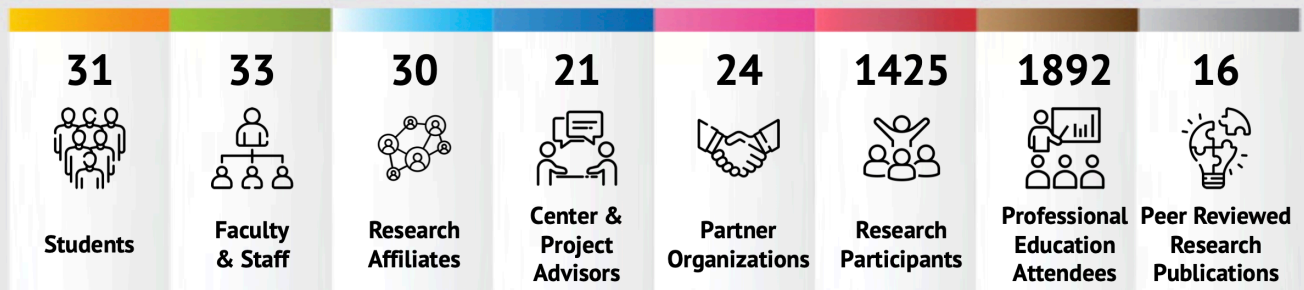 31
Students
33
Faculty
& Staff
30
Research
Affiliates
21
Center &
Project
Advisors
24
Partner
Organizations
1425
Research
Participants
1892
Professional
Education
Attendees
16
Peer Reviewed
Research
Publications